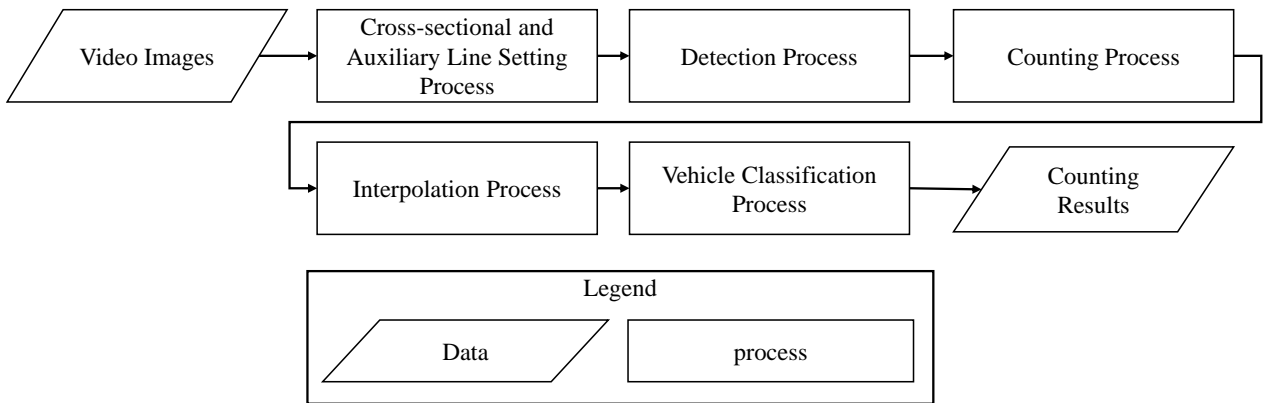 Video Images
Cross-sectional and
Auxiliary Line Setting
Process
Detection Process
Counting Process
Interpolation Process
Vehicle Classification
Process
Counting
Results
Legend
Data
process